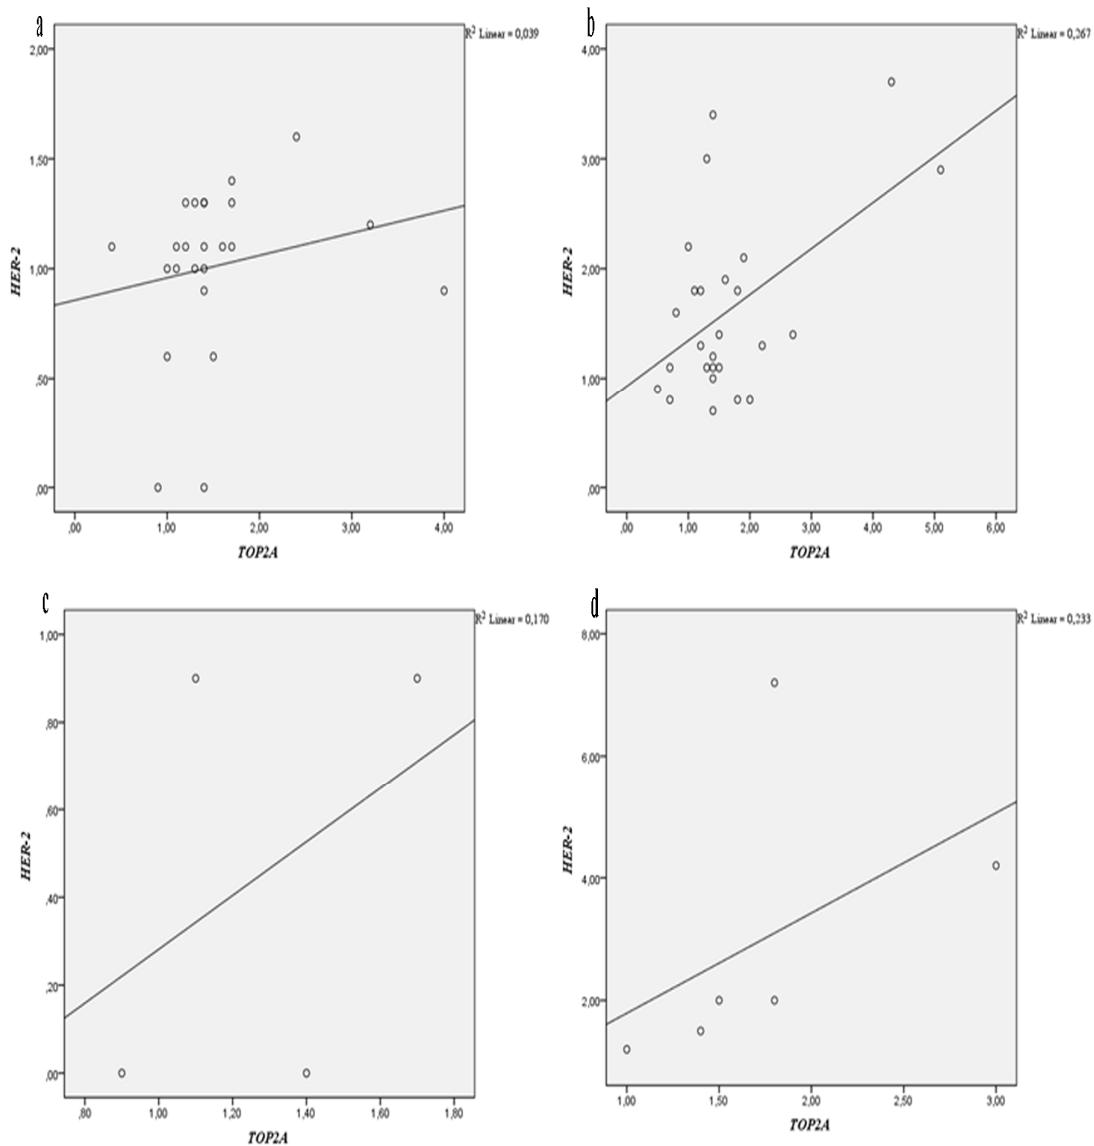 a
R² Linear = 0,039
2,00
1,50
1,00
,50
,00
HER-2
,00 1,00 2,00 3,00 4,00
TOP2A
b
R² Linear = 0,267
4,00
3,00
2,00
1,00
,00
HER-2
,00 1,00 2,00 3,00 4,00 5,00 6,00
TOP2A
c
R² Linear = 0,170
1,00
,80
,60
,40
,20
,00
HER-2
,80 1,00 1,20 1,40 1,60 1,80
TOP2A
d
R² Linear = 0,233
8,00
6,00
4,00
2,00
HER-2
1,00 1,50 2,00 2,50 3,00
TOP2A